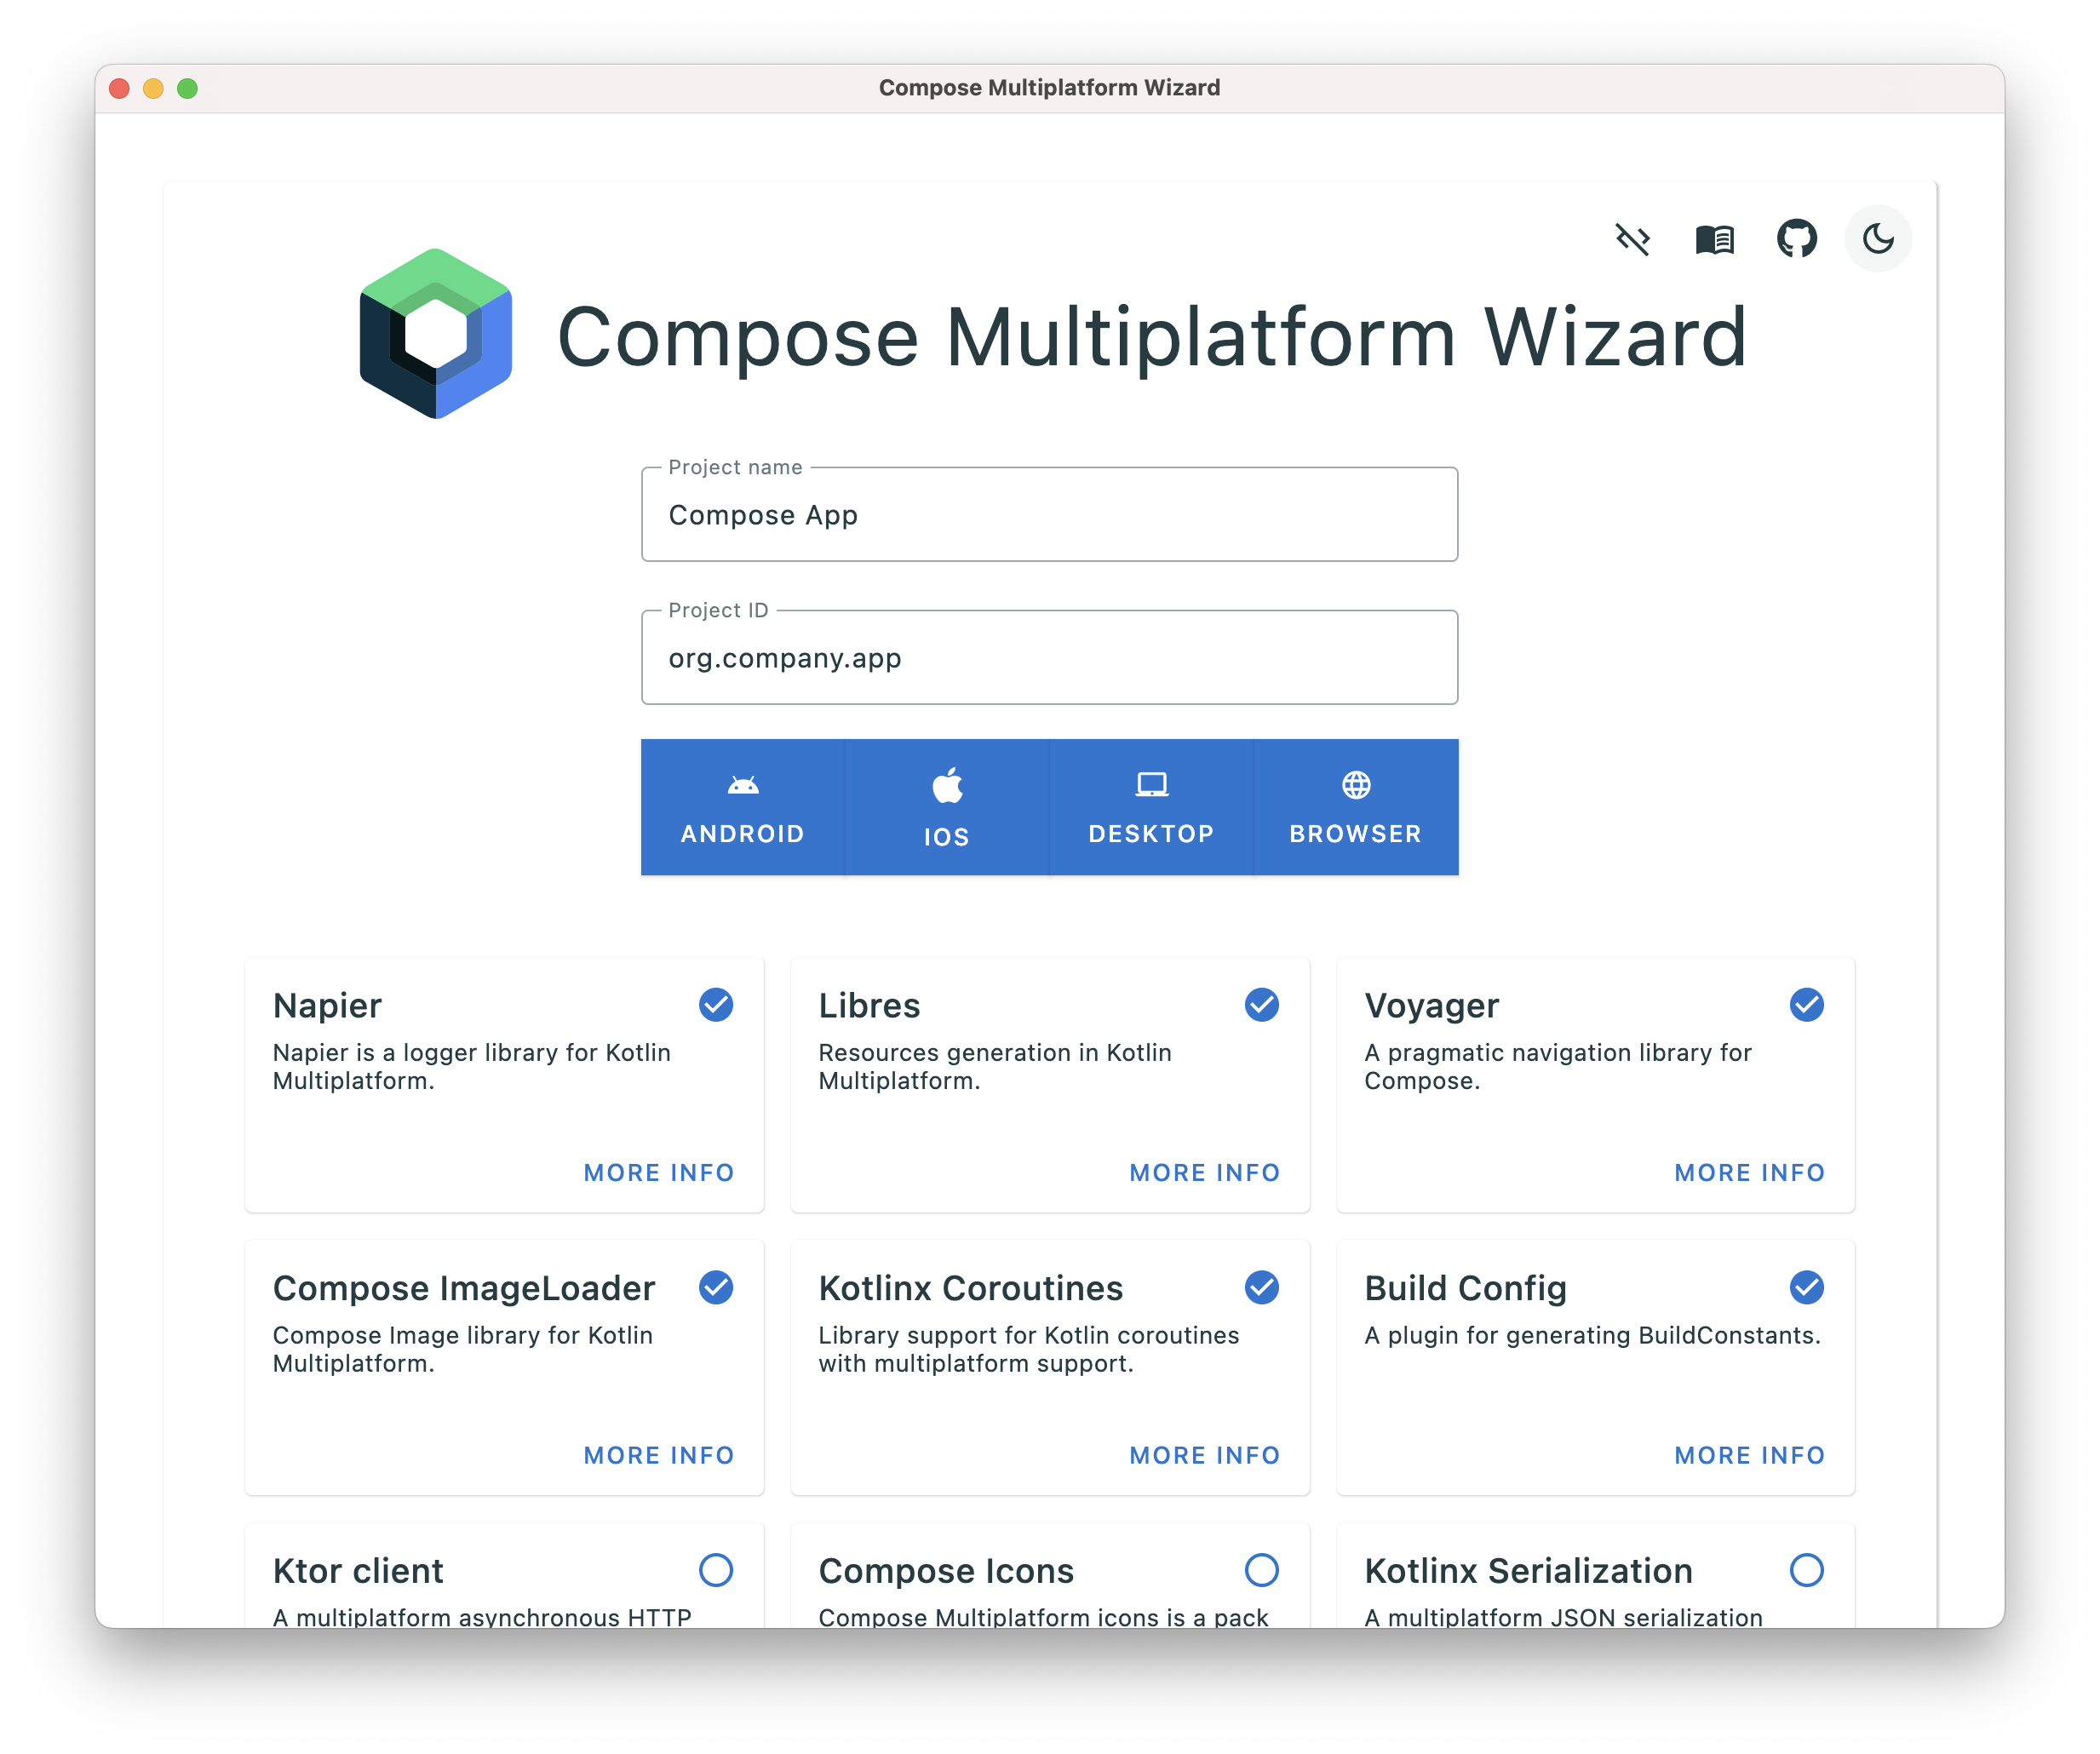 Compose Multiplatform Wizard
Compose Multiplatform Wizard
Project name
Compose App
Project ID
org.company.app
ANDROID
IOS
DESKTOP
BROWSER
Napier
Napier is a logger library for Kotlin
Multiplatform.
MORE INFO
Libres
Resources generation in Kotlin
Multiplatform.
MORE INFO
Voyager
A pragmatic navigation library for
Compose.
MORE INFO
Compose ImageLoader
Compose Image library for Kotlin
Multiplatform.
MORE INFO
Kotlinx Coroutines
Library support for Kotlin coroutines
with multiplatform support.
MORE INFO
Build Config
A plugin for generating BuildConstants.
MORE INFO
Ktor client
A multiplatform asynchronous HTTP
Compose Icons
Compose Multiplatform icons is a pack
Kotlinx Serialization
A multiplatform JSON serialization